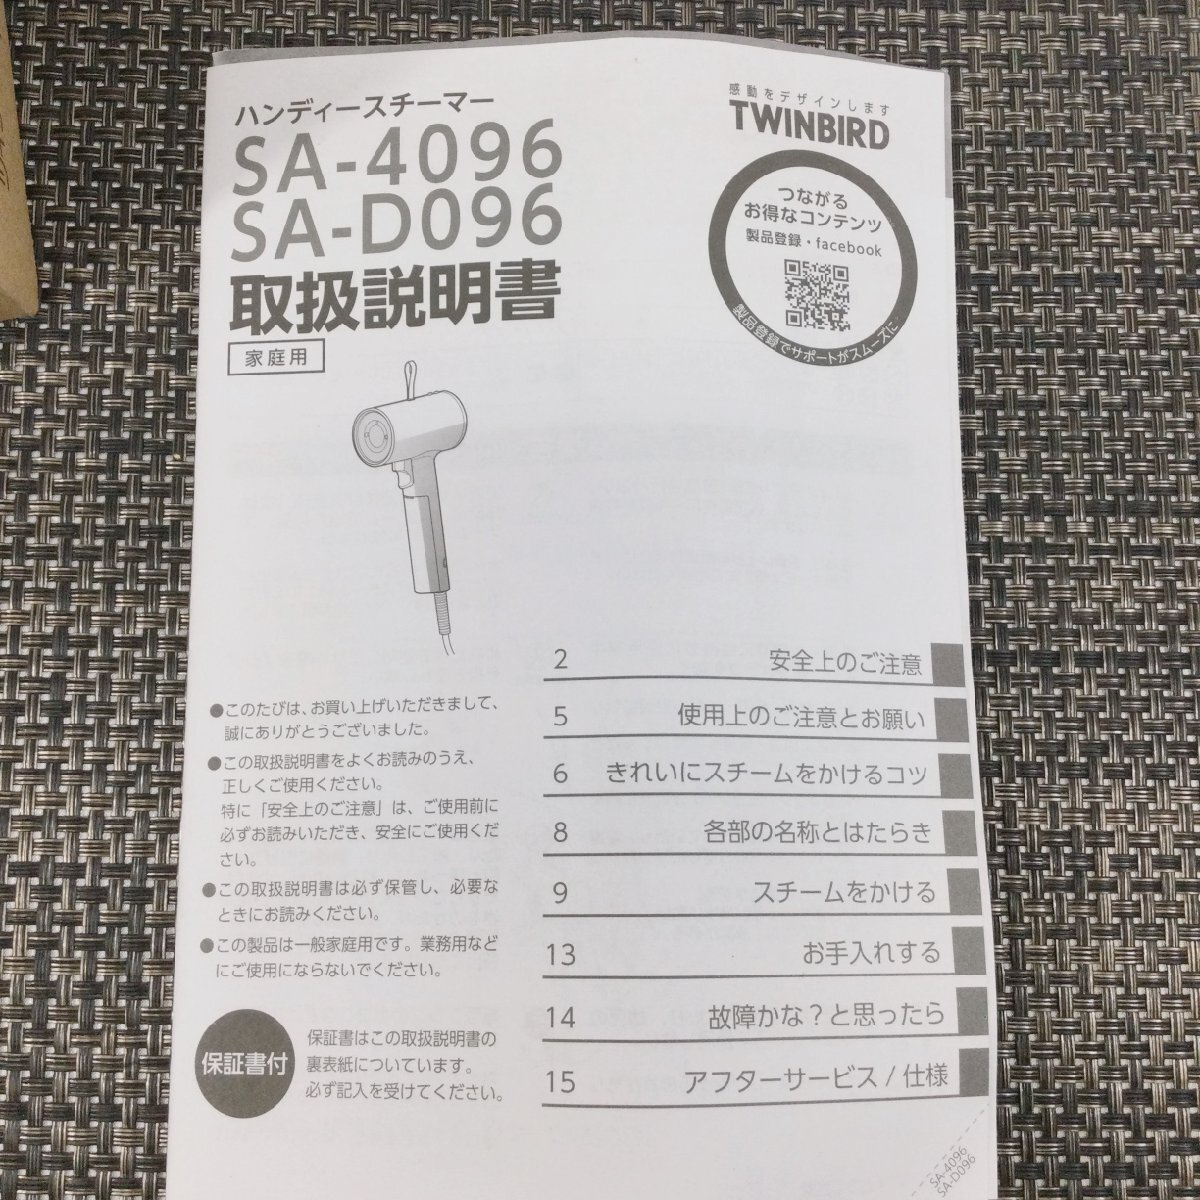 ハンディースチーマー
SA-4096
SA-D096
取扱説明書
家庭用
感動をデザインします
TWINBIRD
つながる
お得なコンテンツ
製品登録・facebook
製品登録でサポートがスムーズに
●このたびは、お買い上げいただきまして、
誠にありがとうございました。
●この取扱説明書をよくお読みのうえ、
正しくご使用ください。
特に「安全上のご注意」は、ご使用前に
必ずお読みいただき、安全にご使用くだ
さい。
●この取扱説明書は必ず保管し、必要な
ときにお読みください。
●この製品は一般家庭用です。業務用など
にご使用にならないでください。
保証書付
保証書はこの取扱説明書の
裏表紙についています。
必ず記入を受けてください。
2 安全上のご注意
5 使用上のご注意とお願い
6 きれいにスチームをかけるコツ
8 各部の名称とはたらき
9 スチームをかける
13 お手入れする
14 故障かな?と思ったら
15 アフターサービス/仕様
SA-4096
SA-D096